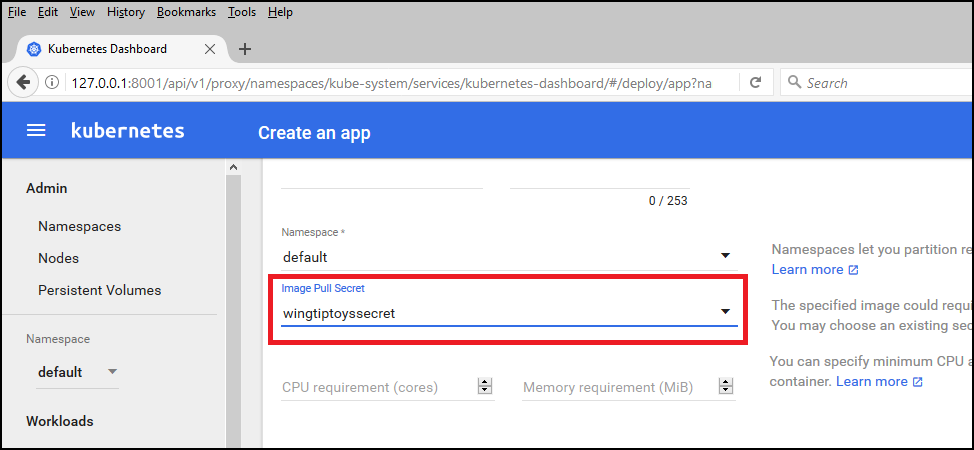 File Edit View History Bookmarks Tools Help
Kubernetes Dashboard
127.0.0.1:8001/api/v1/proxy/namespaces/kube-system/services/kubernetes-dashboard/#/deploy/app?na
Search
kubernetes
Create an app
Admin
Namespaces
Nodes
Persistent Volumes
Namespace
default
Workloads
0 / 253
Namespace *
default
Image Pull Secret
wingtiptoyssecret
CPU requirement (cores)
Memory requirement (MiB)
Namespaces let you partition re
Learn more
The specified image could requi
You may choose an existing sec
You can specify minimum CPU a
container. Learn more